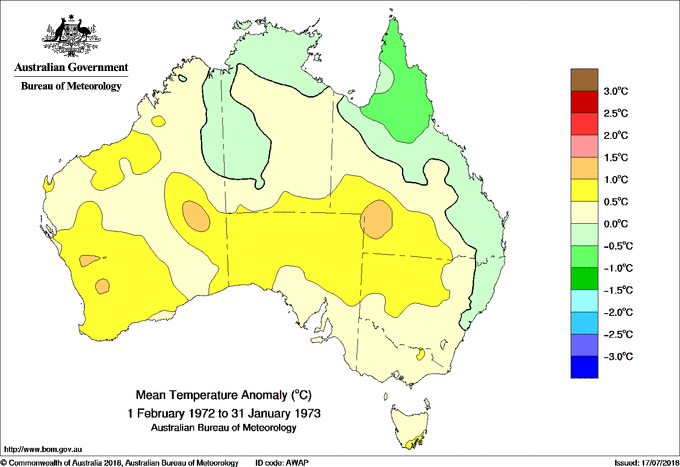 Australian Government
Bureau of Meteorology
3.0°C
2.5°C
2.0°C
1.5°C
1.0°C
0.5°C
0.0°C
−0.5°C
−1.0°C
−1.5°C
−2.0°C
−2.5°C
−3.0°C
Mean Temperature Anomaly (°C)
1 February 1972 to 31 January 1973
Australian Bureau of Meteorology
http://www.bom.gov.au
© Commonwealth of Australia 2018, Australian Bureau of Meteorology ID code: AWAP Issued: 17/07/2018